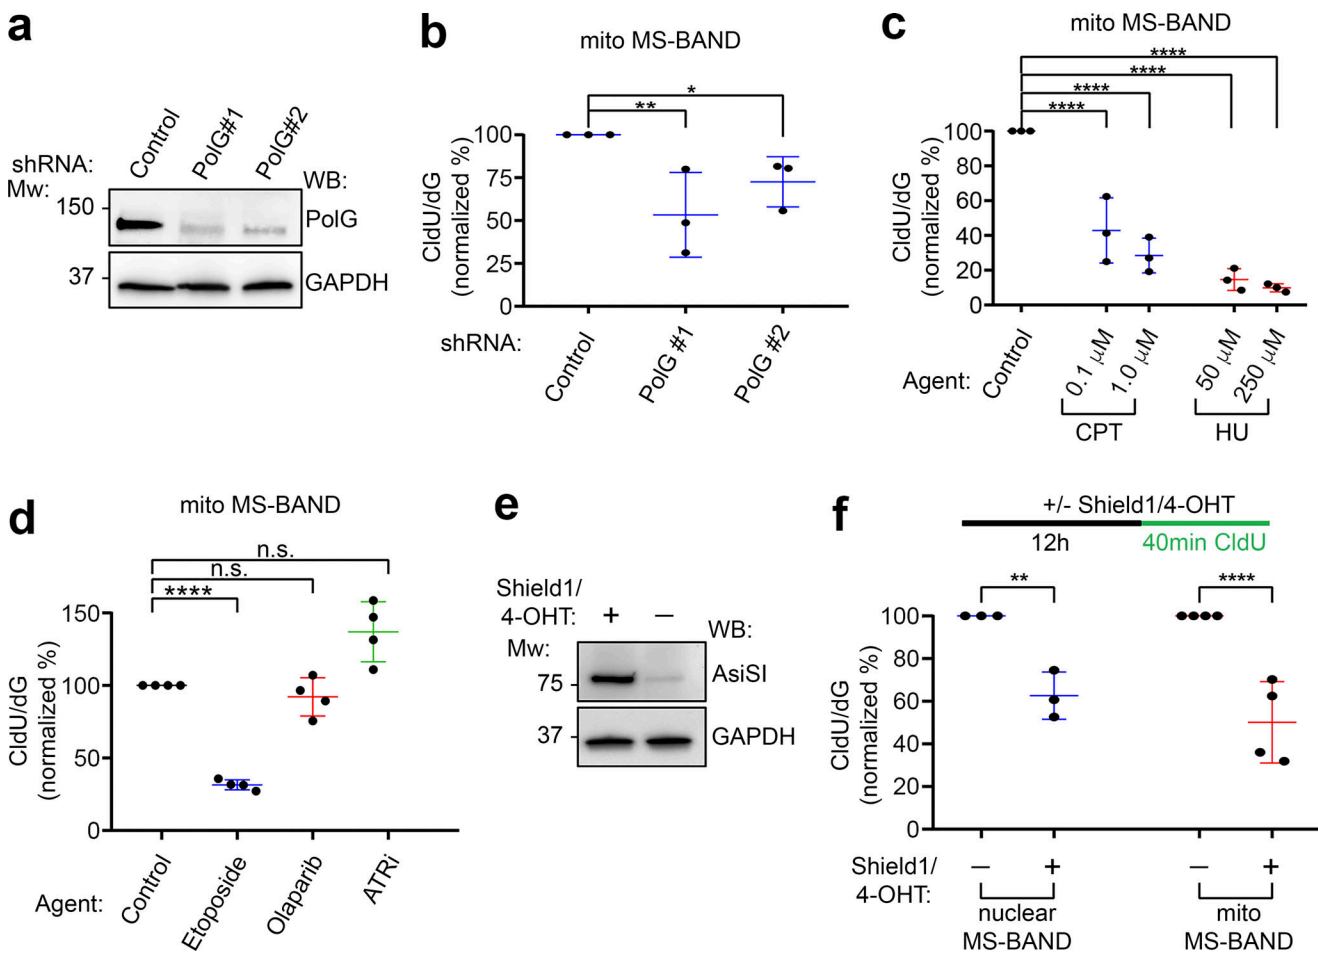 a
shRNA:
Control
PolG#1
PolG#2
Mw:
WB:
150
PolG
37
GAPDH
b
mito MS-BAND
*
**
CldU/dG
(normalized %)
100
75
50
25
0
shRNA:
Control
PolG #1
PolG #2
c
mito MS-BAND
****
****
****
****
CldU/dG
(normalized %)
100
80
60
40
20
0
Agent:
Control
0.1 μM
1.0 μM
50 μM
250 μM
CPT
HU
d
mito MS-BAND
n.s.
n.s.
****
CldU/dG
(normalized %)
150
100
50
0
Agent:
Control
Etoposide
Olaparib
ATRi
e
Shield1/
4-OHT: + –
Mw:
WB:
75
AsiSI
37
GAPDH
f
+/- Shield1/4-OHT
12h
40min CldU
**
****
CldU/dG
(normalized %)
100
80
60
40
20
0
Shield1/
4-OHT:
– + – +
nuclear
MS-BAND
mito
MS-BAND